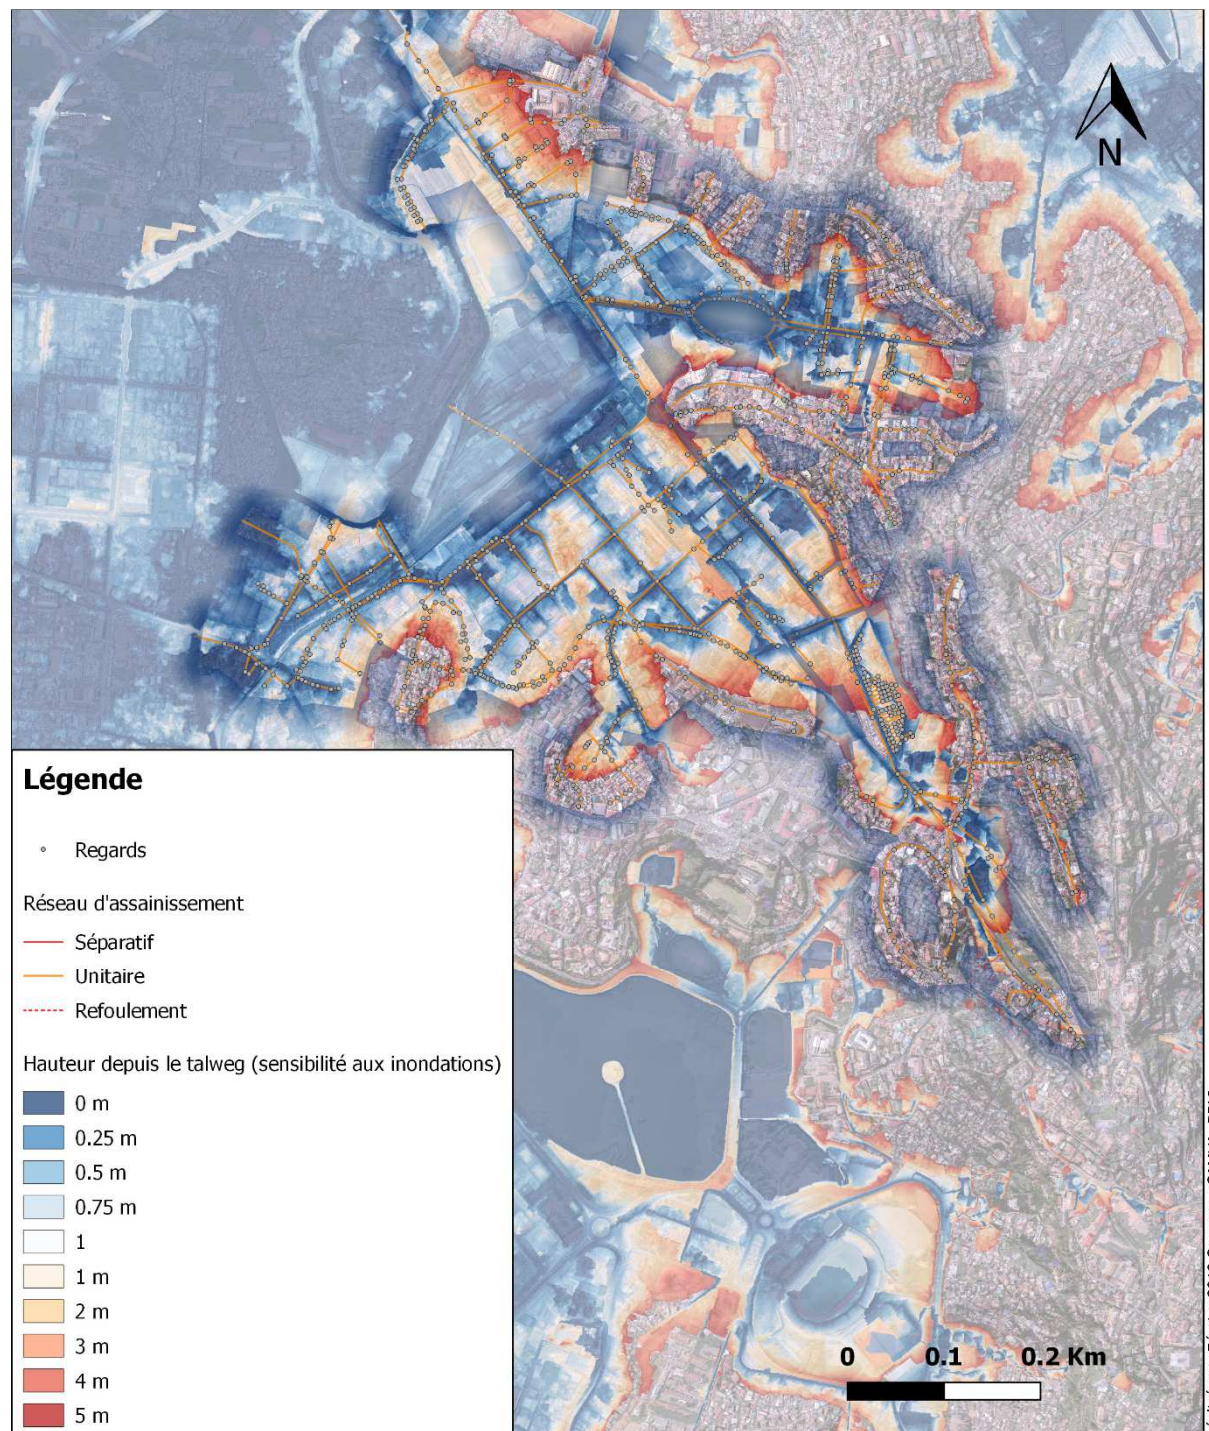 N
Légende
Regards
Réseau d'assainissement
Séparatif
Unitaire
Refoulement
Hauteur depuis le talweg (sensibilité aux inondations)
0 m
0.25 m
0.5 m
0.75 m
1
1 m
2 m
3 m
4 m
5 m
0 0.1 0.2 Km